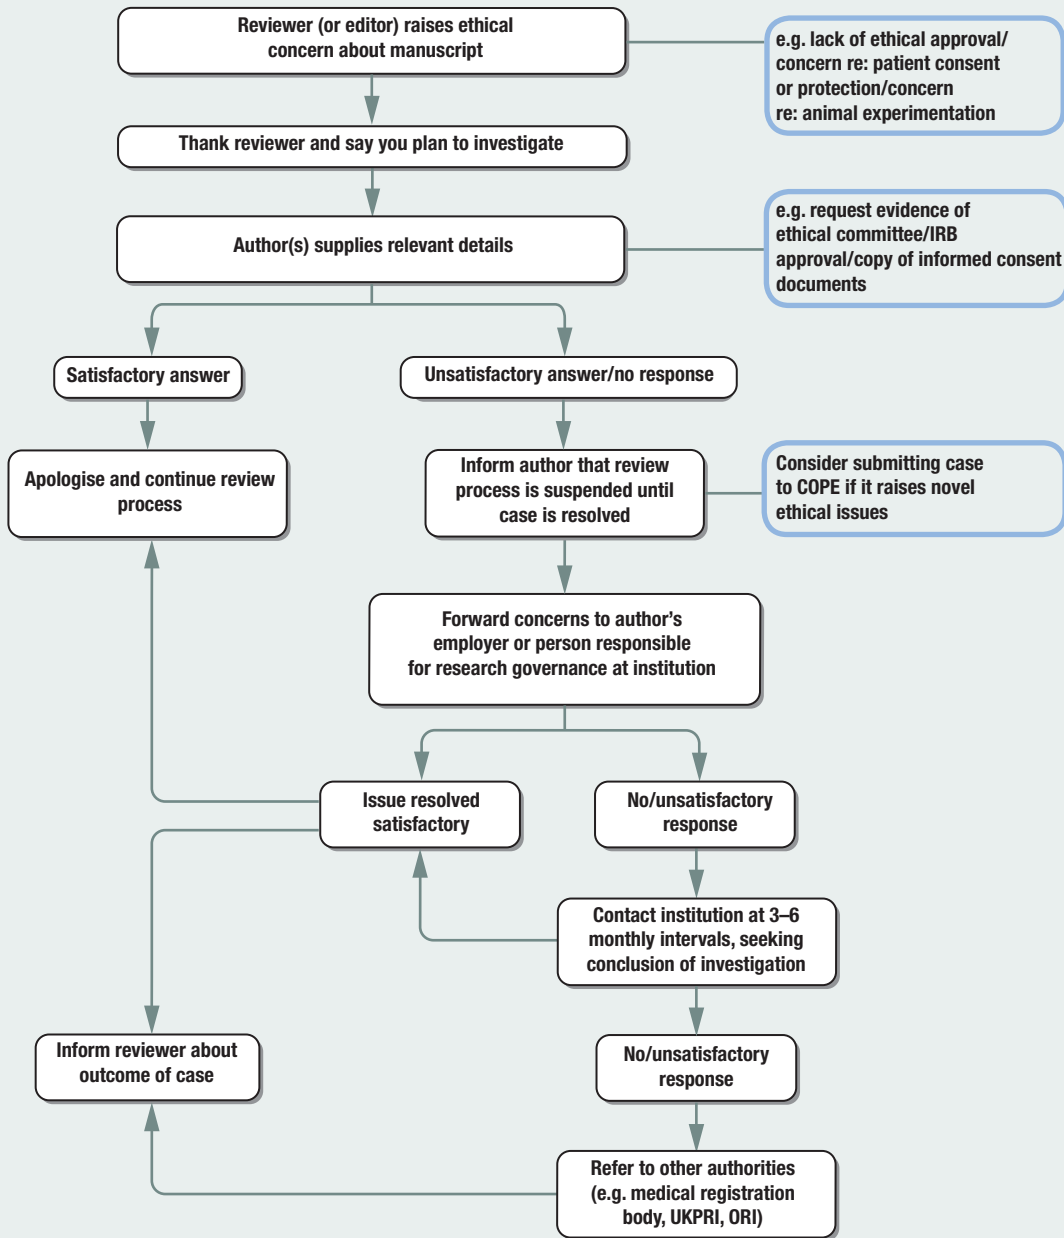 Reviewer (or editor) raises ethical
concern about manuscript
e.g. lack of ethical approval/
concern re: patient consent
or protection/concern
re: animal experimentation
Thank reviewer and say you plan to investigate
Author(s) supplies relevant details
e.g. request evidence of
ethical committee/IRB
approval/copy of informed consent
documents
Satisfactory answer
Unsatisfactory answer/no response
Apologise and continue review
process
Inform author that review
process is suspended until
case is resolved
Consider submitting case
to COPE if it raises novel
ethical issues
Forward concerns to author’s
employer or person responsible
for research governance at institution
Issue resolved
satisfactory
No/unsatisfactory
response
Contact institution at 3–6
monthly intervals, seeking
conclusion of investigation
Inform reviewer about
outcome of case
No/unsatisfactory
response
Refer to other authorities
(e.g. medical registration
body, UKPRI, ORI)